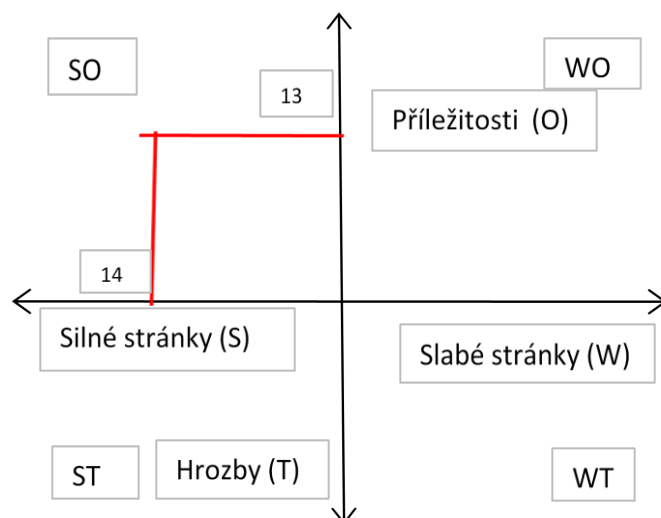 SO
WO
13
Příležitosti (O)
14
Silné stránky (S)
Slabé stránky (W)
ST
Hrozby (T)
WT